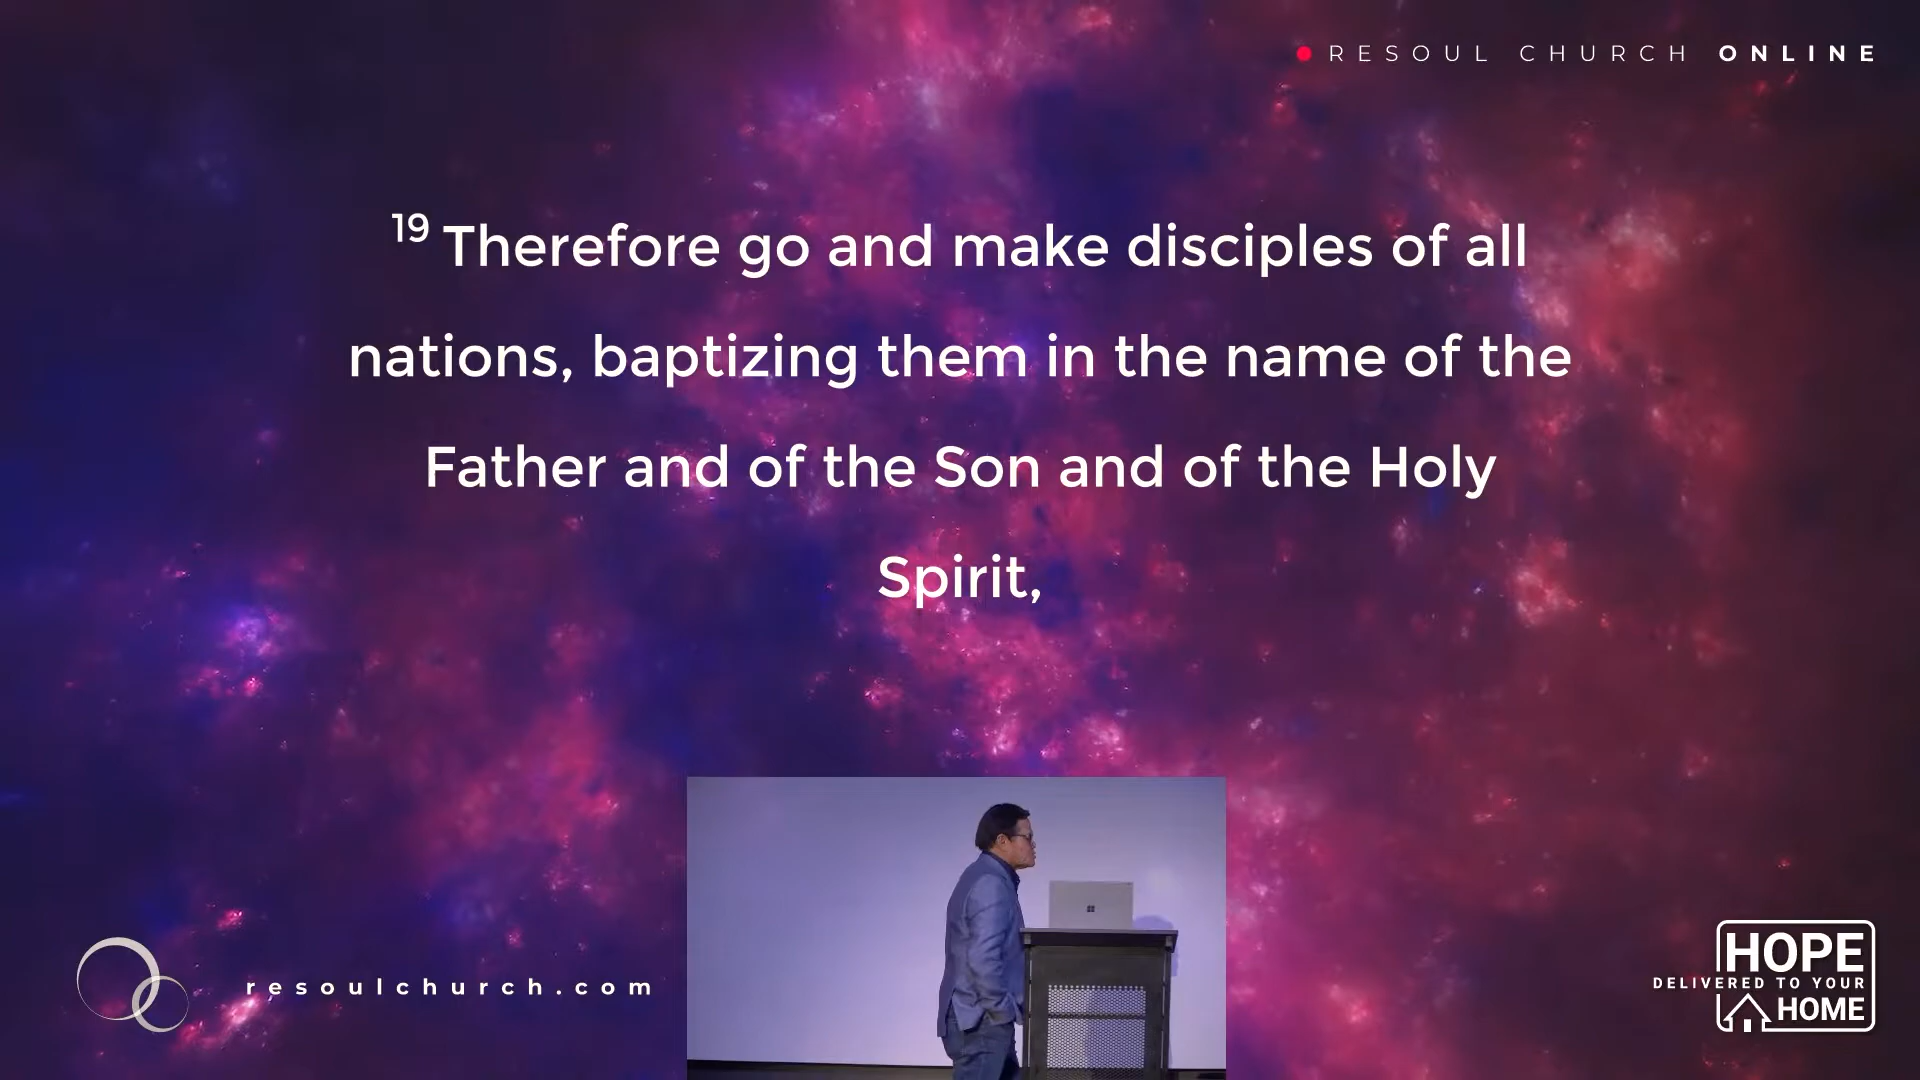 RESOUL CHURCH ONLINE
19 Therefore go and make disciples of all
nations, baptizing them in the name of the
Father and of the Son and of the Holy
Spirit,
resoulchurch.com
HOPE
DELIVERED TO YOUR
HOME